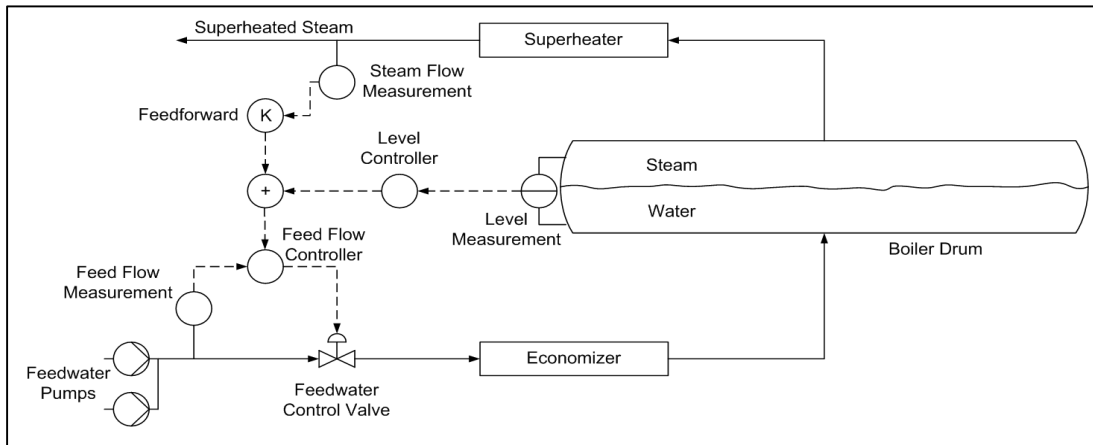 Superheated Steam
Superheater
Steam Flow
Measurement
Feedforward
K
Level
Controller
Steam
+
Water
Level
Measurement
Boiler Drum
Feed Flow
Controller
Feed Flow
Measurement
Economizer
Feedwater
Pumps
Feedwater
Control Valve